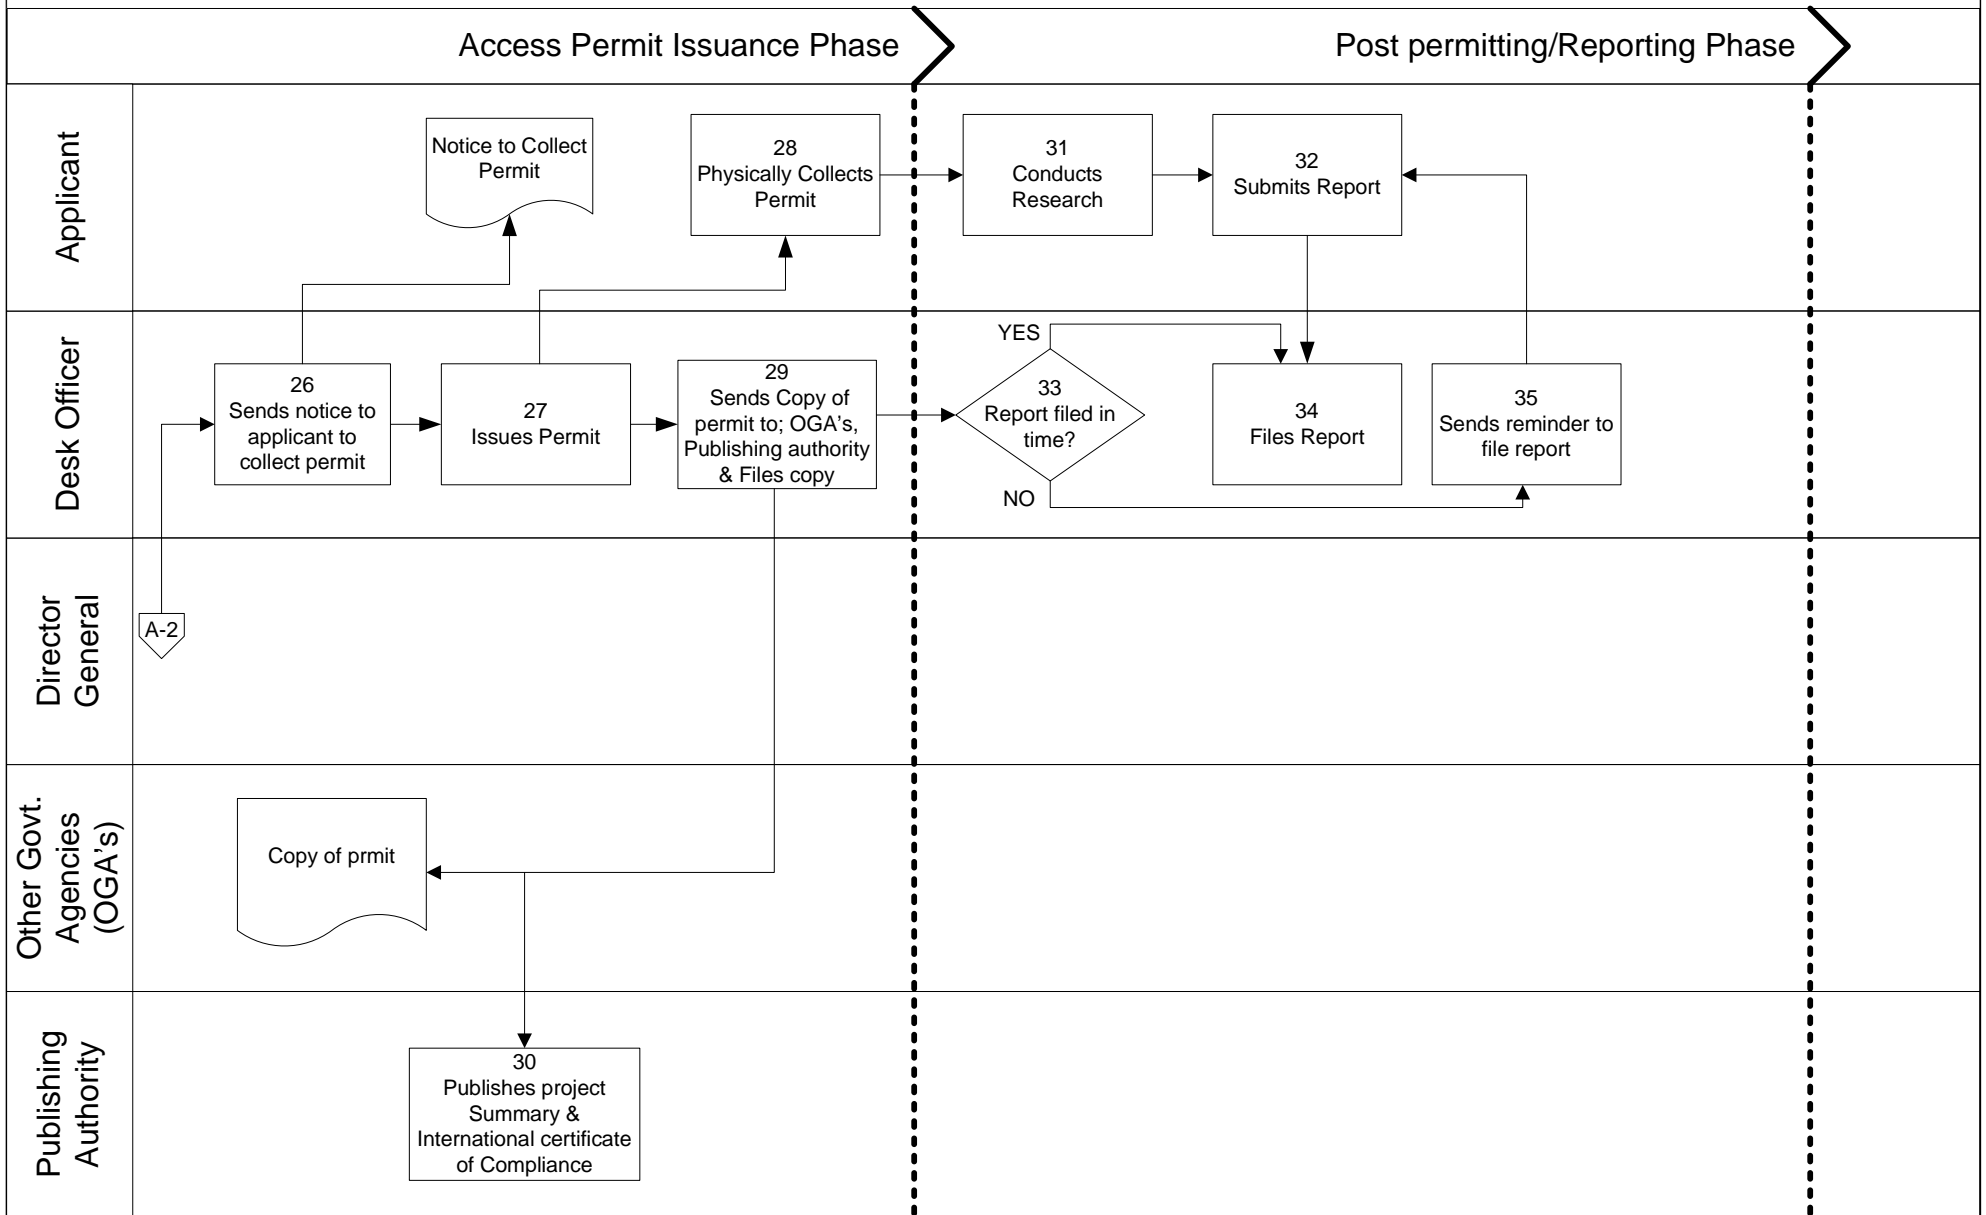 Access Permit Issuance Phase
Post permitting/Reporting Phase
Applicant
Notice to Collect
Permit
28
Physically Collects
Permit
31
Conducts
Research
32
Submits Report
Desk Officer
26
Sends notice to
applicant to
collect permit
27
Issues Permit
29
Sends Copy of
permit to; OGA's,
Publishing authority
& Files copy
YES
33
Report filed in
time?
NO
34
Files Report
35
Sends reminder to
file report
Director
General
A-2
Other Govt.
Agencies
(OGA's)
Copy of prmit
Publishing
Authority
30
Publishes project
Summary &
International certificate
of Compliance